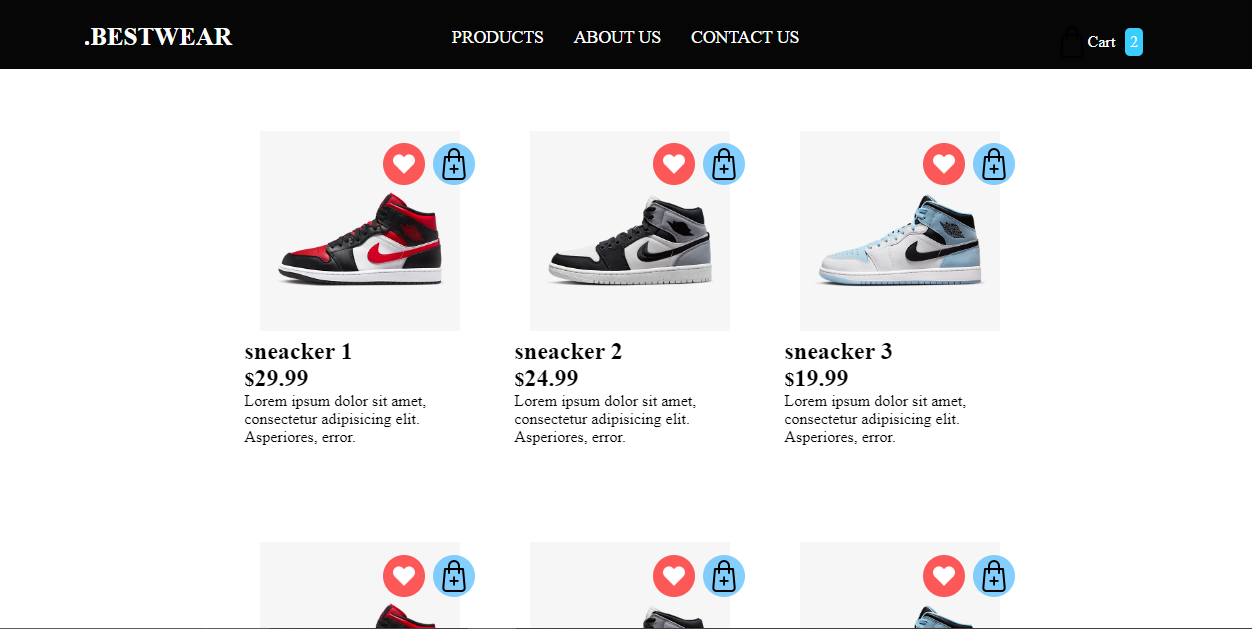 .BESTWEAR PRODUCTS ABOUT US CONTACT US Cart 2
sneacker 1
$29.99
Lorem ipsum dolor sit amet,
consectetur adipisicing elit.
Asperiores, error.
sneacker 2
$24.99
Lorem ipsum dolor sit amet,
consectetur adipisicing elit.
Asperiores, error.
sneacker 3
$19.99
Lorem ipsum dolor sit amet,
consectetur adipisicing elit.
Asperiores, error.